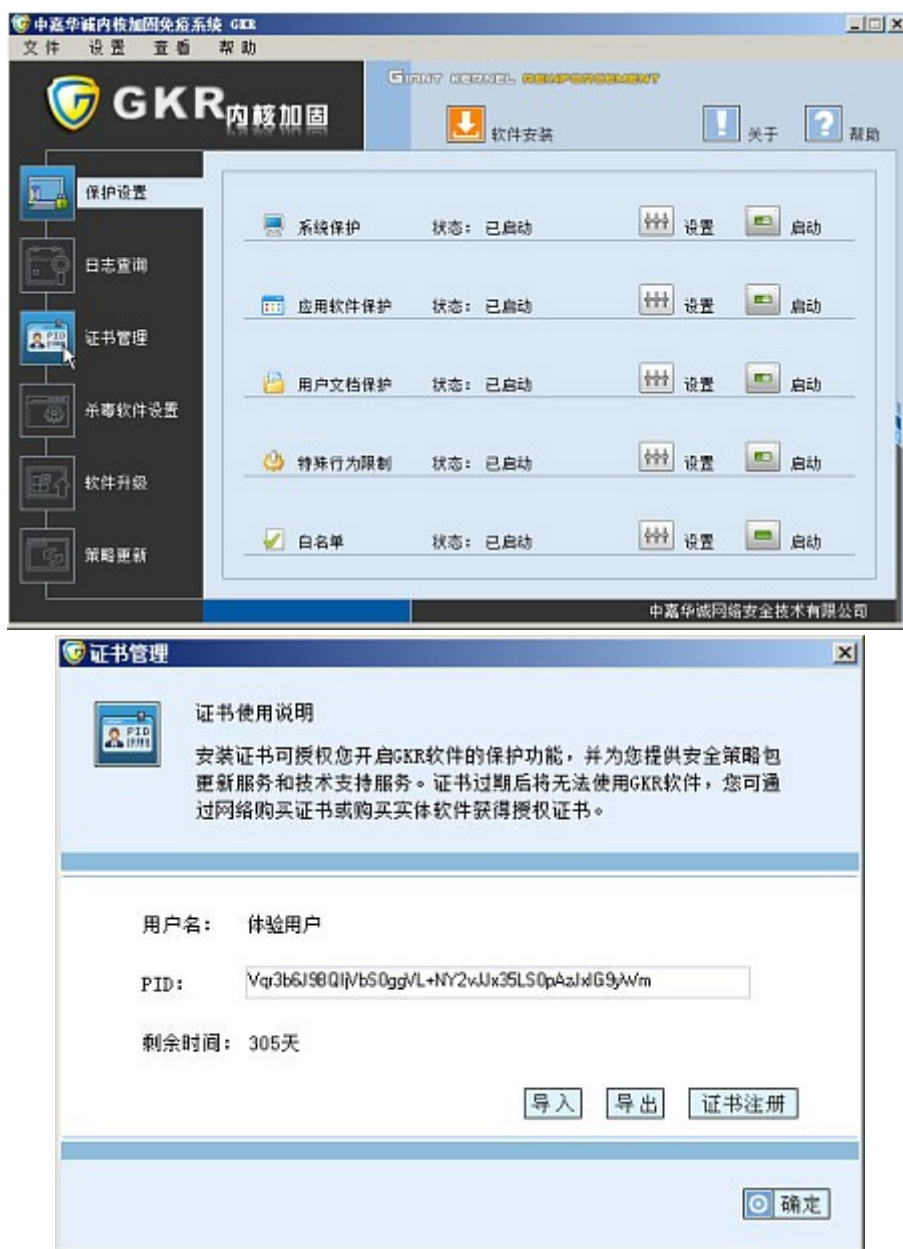 中嘉华诚内核加固免疫系统 GKR
文件 设置 查看 帮助
GKR内核加固
GIANT KERNEL REINFORCEMENT
软件安装
关于
帮助
保护设置
日志查询
证书管理
杀毒软件设置
软件升级
策略更新
系统保护 状态：已启动 设置 启动
应用软件保护 状态：已启动 设置 启动
用户文档保护 状态：已启动 设置 启动
特殊行为限制 状态：已启动 设置 启动
白名单 状态：已启动 设置 启动
中嘉华诚网络安全技术有限公司
证书管理
PID
证书使用说明
安装证书可授权您开启GKR软件的保护功能，并为您提供安全策略包
更新服务和技术支持服务。证书过期后将无法使用GKR软件，您可通
过网络购买证书或购买实体软件获得授权证书。
用户名： 体验用户
PID：
剩余时间： 305天
导入 导出 证书注册
确定